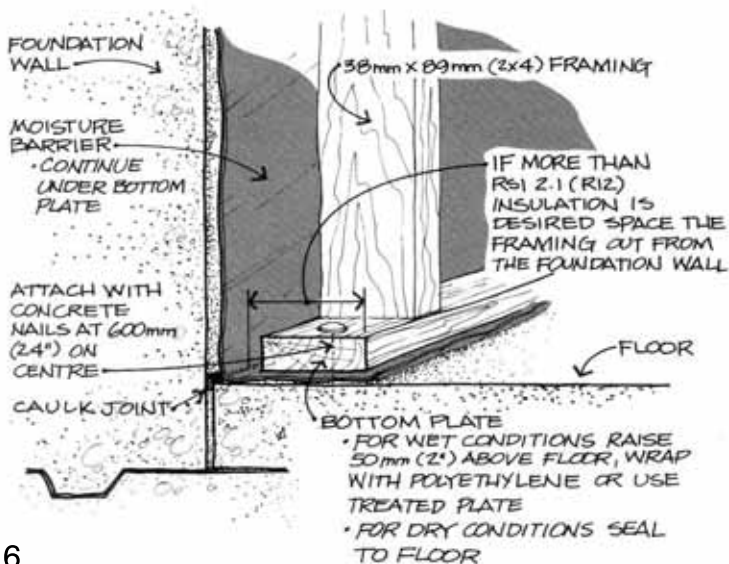 FOUNDATION
WALL
38mm x 89mm (2x4) FRAMING
MOISTURE
BARRIER
• CONTINUE
UNDER BOTTOM
PLATE
IF MORE THAN
RSI 2.1 (R12)
INSULATION IS
DESIRED SPACE THE
FRAMING OUT FROM
THE FOUNDATION WALL
ATTACH WITH
CONCRETE
NAILS AT 600mm
(24") ON
CENTRE
FLOOR
CAULK JOINT
BOTTOM PLATE
• FOR WET CONDITIONS RAISE
50mm (2") ABOVE FLOOR, WRAP
WITH POLYETHYLENE OR USE
TREATED PLATE
• FOR DRY CONDITIONS SEAL
TO FLOOR
6